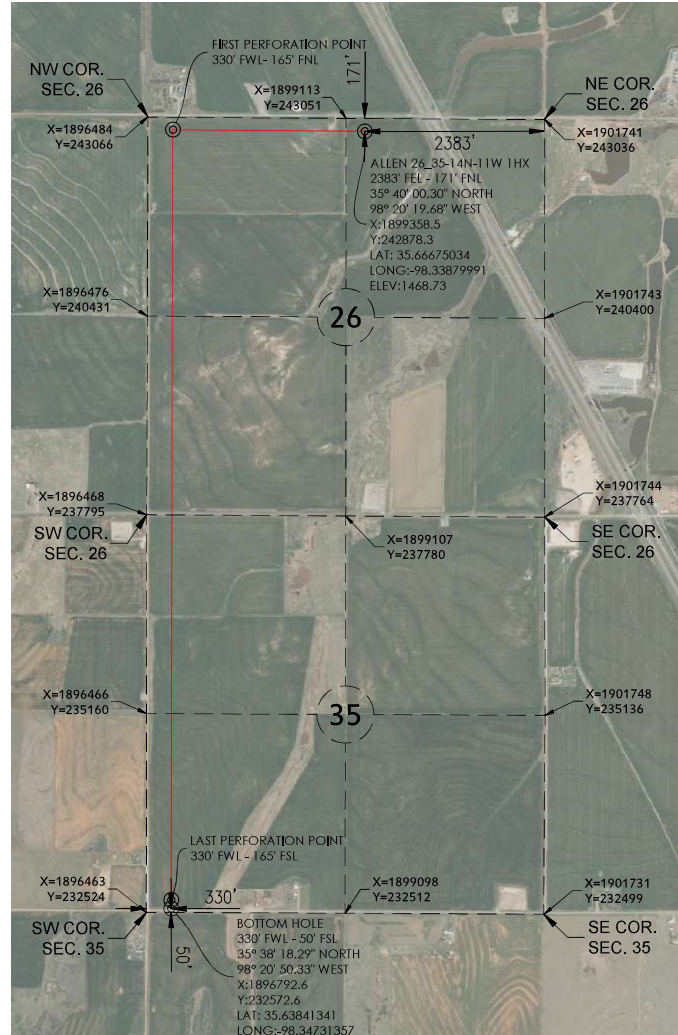 FIRST PERFORATION POINT
330' FWL- 165' FNL
171'
NW COR.
SEC. 26
X=1899113
Y=243051
NE COR.
SEC. 26
X=1896484
Y=243066
X=1901741
Y=243036
2383'
ALLEN 26_35-14N-11W 1HX
2383' FEL - 171' FNL
35° 40' 00.30" NORTH
98° 20' 19.68" WEST
X:1899358.5
Y:242878.3
LAT: 35.66675034
LONG:-98.33879991
ELEV:1468.73
X=1896476
Y=240431
26
X=1901743
Y=240400
X=1896468
Y=237795
X=1901744
Y=237764
SW COR.
SEC. 26
X=1899107
Y=237780
SE COR.
SEC. 26
X=1896466
Y=235160
35
X=1901748
Y=235136
LAST PERFORATION POINT
330' FWL - 165' FSL
X=1896463
Y=232524
330'
X=1899098
Y=232512
X=1901731
Y=232499
SW COR.
SEC. 35
50'
BOTTOM HOLE
330' FWL - 50' FSL
35° 38' 18.29" NORTH
98° 20' 50.33" WEST
X:1896792.6
Y:232572.6
LAT: 35.63841341
LONG:-98.34731357
SE COR.
SEC. 35